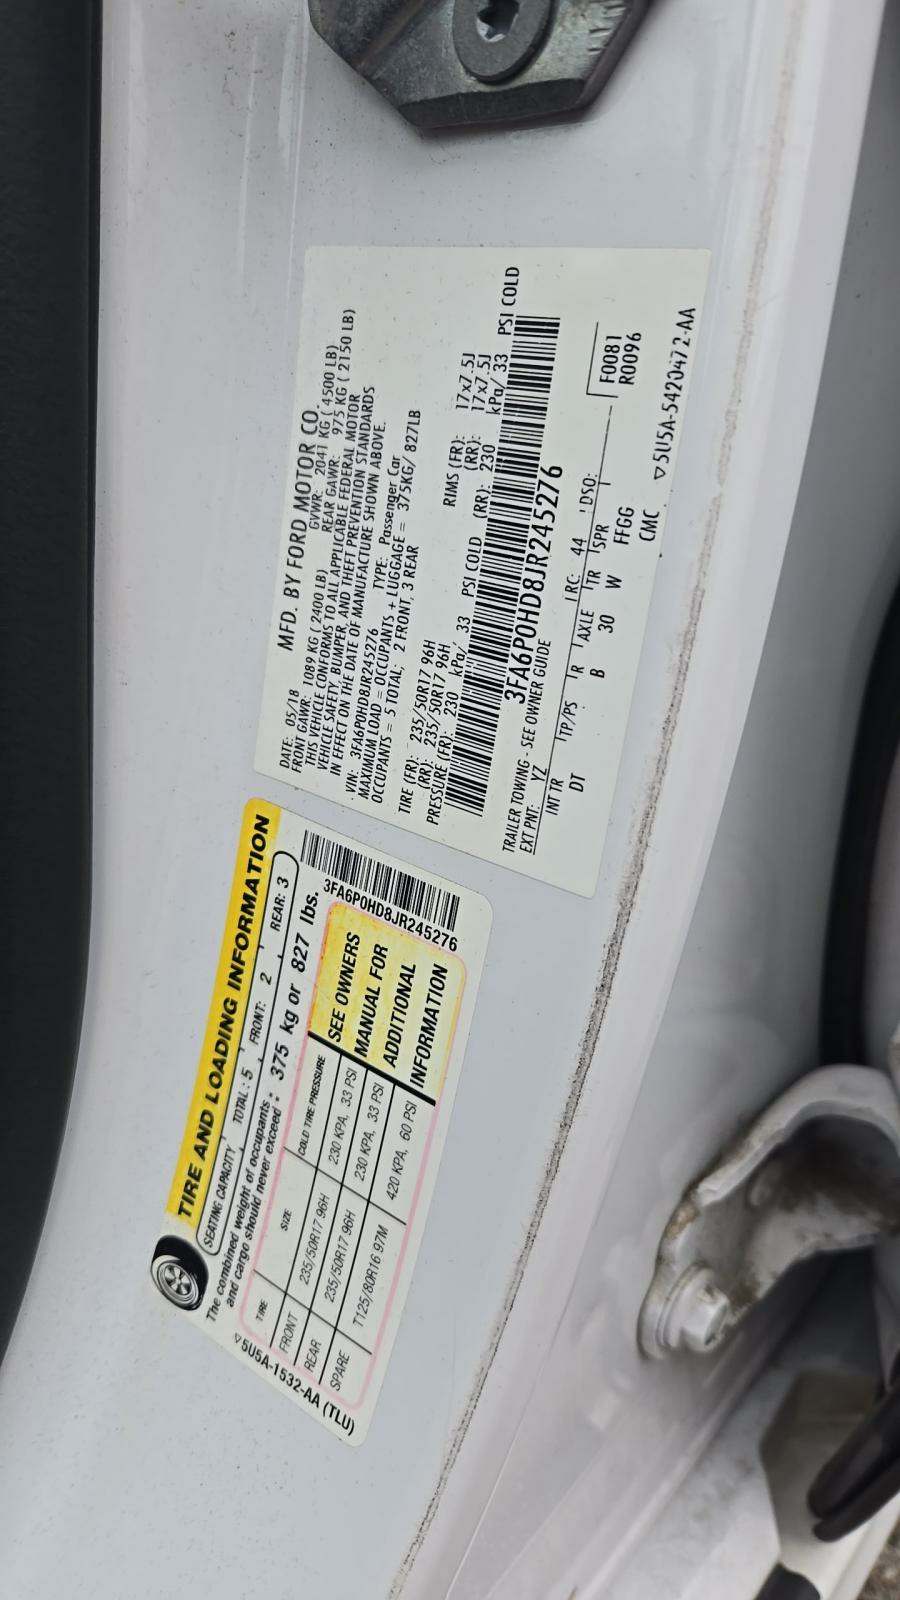 MFD. BY FORD MOTOR CO.
DATE: 05/18 GVWR: 2041 KG ( 4500 LB)
FRONT GAWR: 1089 KG ( 2400 LB) REAR GAWR: 975 KG ( 2150 LB)
THIS VEHICLE CONFORMS TO ALL APPLICABLE FEDERAL MOTOR
VEHICLE SAFETY, BUMPER, AND THEFT PREVENTION STANDARDS
IN EFFECT ON THE DATE OF MANUFACTURE SHOWN ABOVE.
VIN: 3FA6P0HD8JR245276 TYPE: Passenger Car
MAXIMUM LOAD = OCCUPANTS + LUGGAGE = 375KG/ 827LB
OCCUPANTS = 5 TOTAL; 2 FRONT, 3 REAR
TIRE (FR): 235/50R17 96H RIMS (FR): 17x7.5J
(RR): 235/50R17 96H (RR): 17x7.5J
PRESSURE (FR): 230 kPa/ 33 PSI COLD (RR): 230 kPa/ 33 PSI COLD
3FA6P0HD8JR245276
TRAILER TOWING - SEE OWNER GUIDE
EXT PNT: YZ RC: 44 DSO: F0081
INT TR TP/PS R AXLE TR SPR R0096
DT B 30 W FFGG
CMC 5U5A-5420472-AA
TIRE AND LOADING INFORMATION
SEATING CAPACITY TOTAL: 5 FRONT: 2 REAR: 3
The combined weight of occupants
and cargo should never exceed: 375 kg or 827 lbs.
TIRE SIZE COLD TIRE PRESSURE
FRONT 235/50R17 96H 230 KPA, 33 PSI
REAR 235/50R17 96H 230 KPA, 33 PSI
SPARE T125/80R16 97M 420 KPA, 60 PSI
SEE OWNERS
MANUAL FOR
ADDITIONAL
INFORMATION
3FA6P0HD8JR245276
5U5A-1532-AA (TLU)